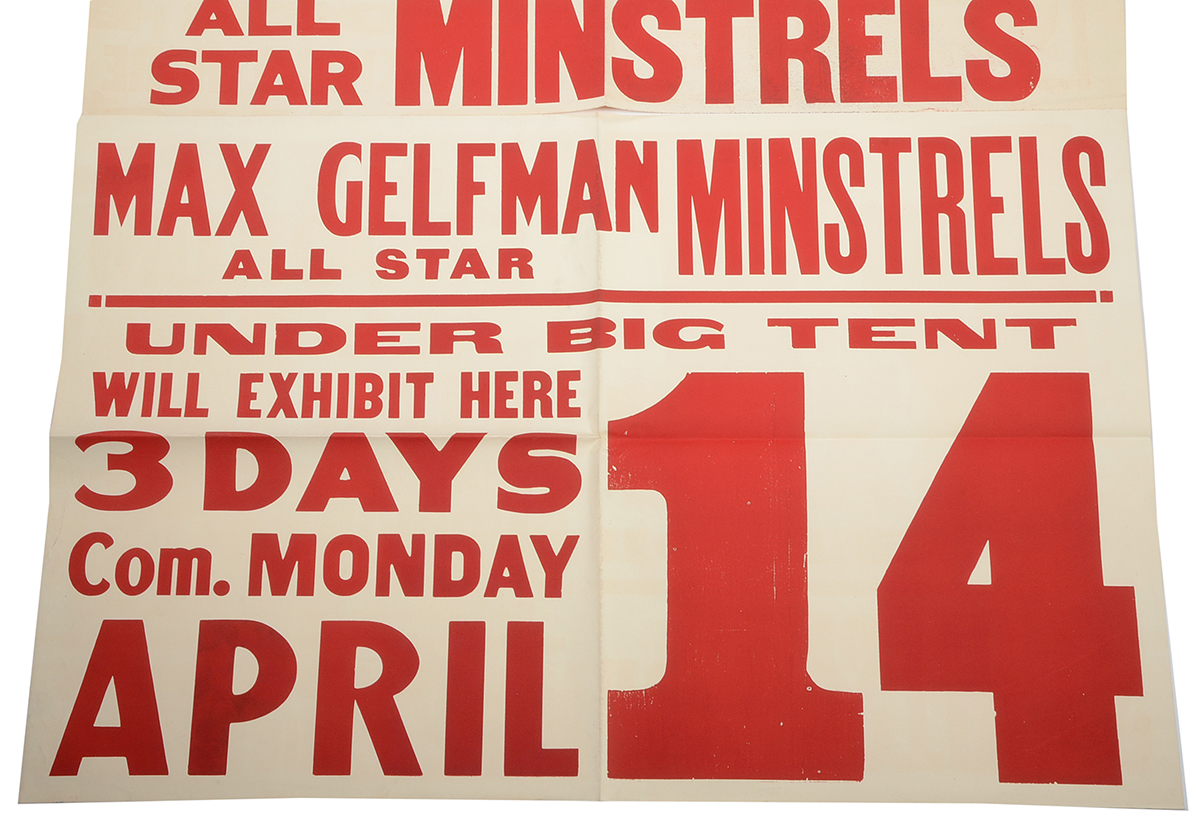 ALL STAR MINSTRELS
MAX GELFMAN ALL STAR MINSTRELS
UNDER BIG TENT
WILL EXHIBIT HERE
3 DAYS
Com. MONDAY
APRIL 14